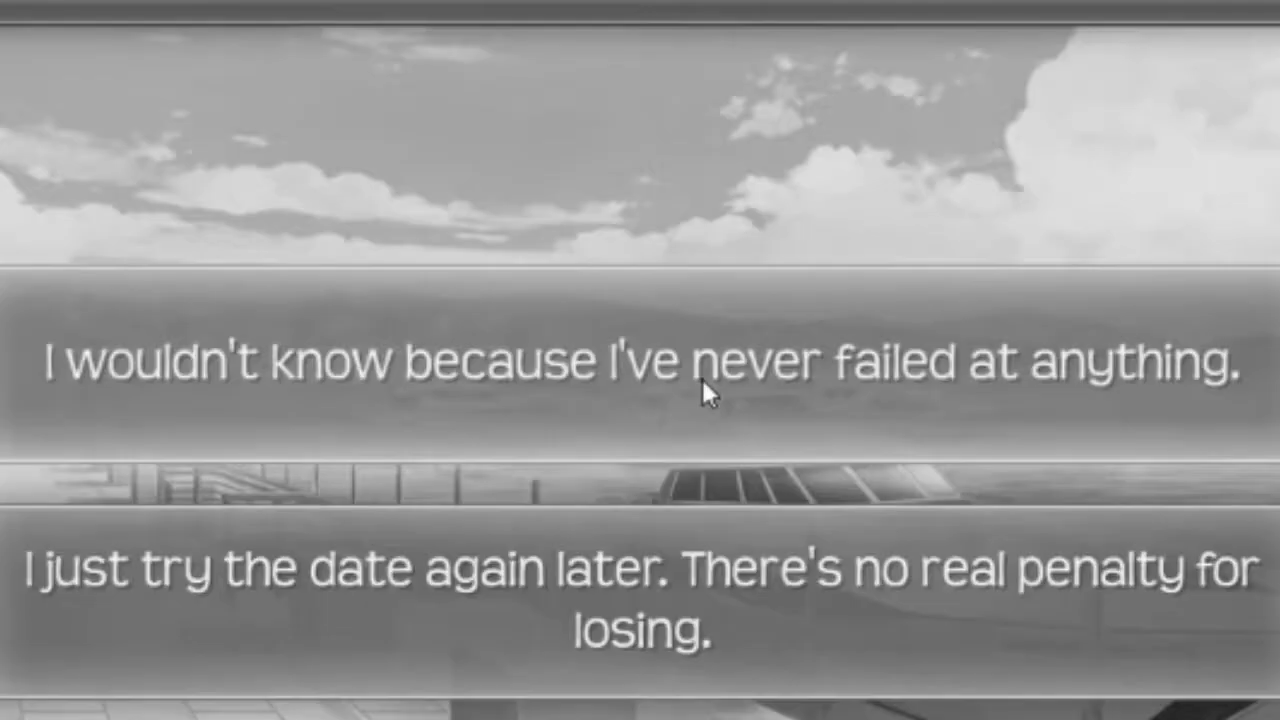 I wouldn't know because I've never failed at anything.
I just try the date again later. There's no real penalty for
losing.